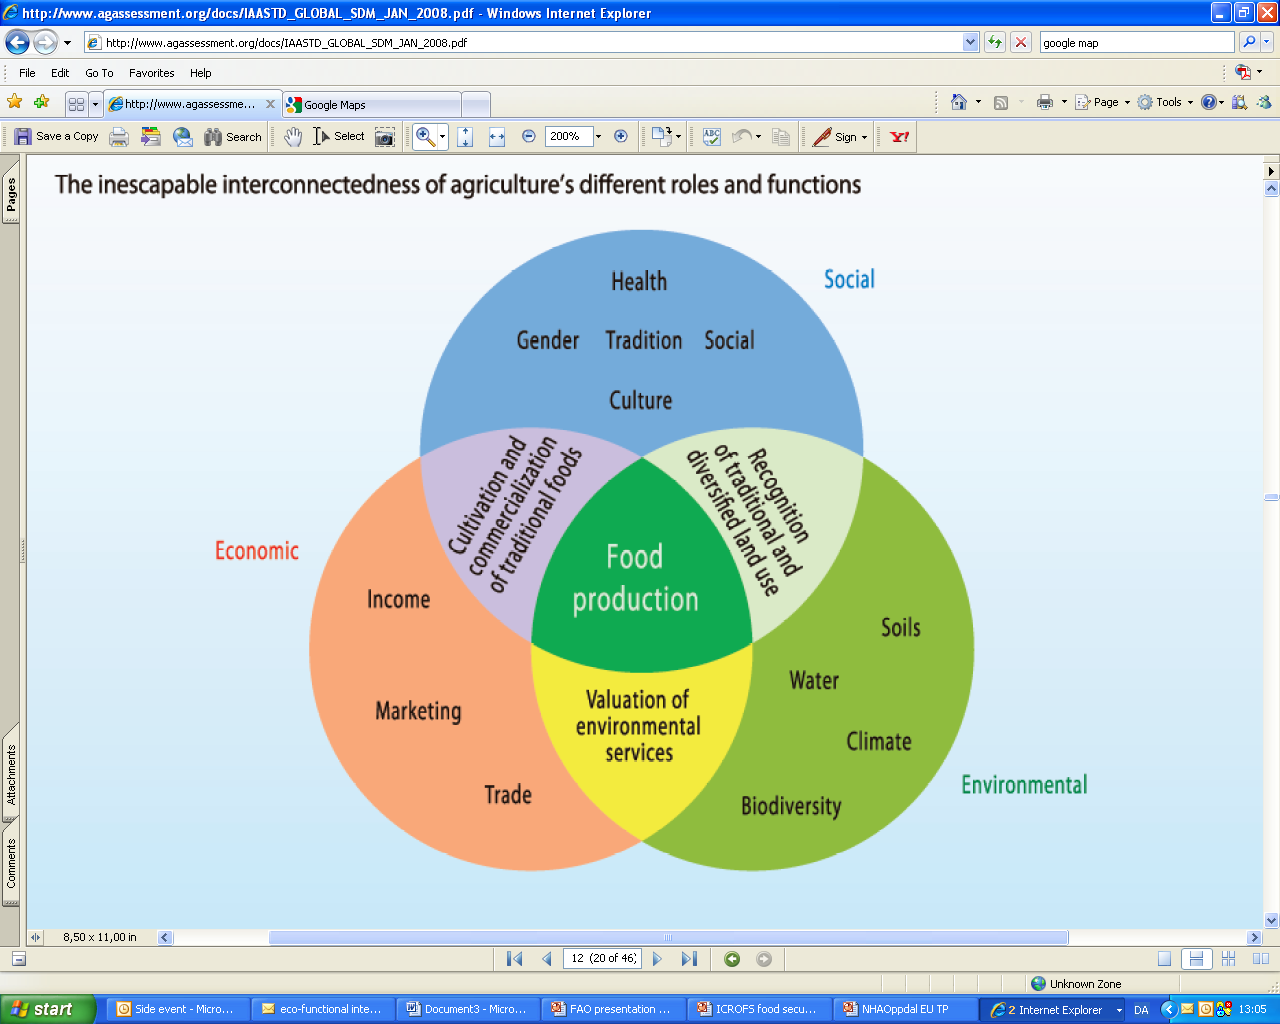 http://www.agassessment.org/docs/IAASTD_GLOBAL_SDM_JAN_2008.pdf - Windows Internet Explorer
http://www.agassessment.org/docs/IAASTD_GLOBAL_SDM_JAN_2008.pdf
google map
File Edit Go To Favorites Help
http://www.agassessme... Google Maps
Page Tools
Save a Copy Search Select 200% Sign Y!
Pages
The inescapable interconnectedness of agriculture's different roles and functions
Health
Social
Gender Tradition Social
Culture
Cultivation and
commercialization
of traditional foods
Recognition
of traditional and
diversified land use
Economic
Food
production
Income
Soils
Water
Marketing
Valuation of
environmental
services
Climate
Trade
Environmental
Biodiversity
Attachments
Comments
8,50 x 11,00 in
12 (20 of 46)
Unknown Zone
start Side event - Micro... eco-functional inte... Document3 - Micro... FAO presentation ... ICROFS food secu... NHAOppdal EU TP 2 Internet Explorer DA 13:05